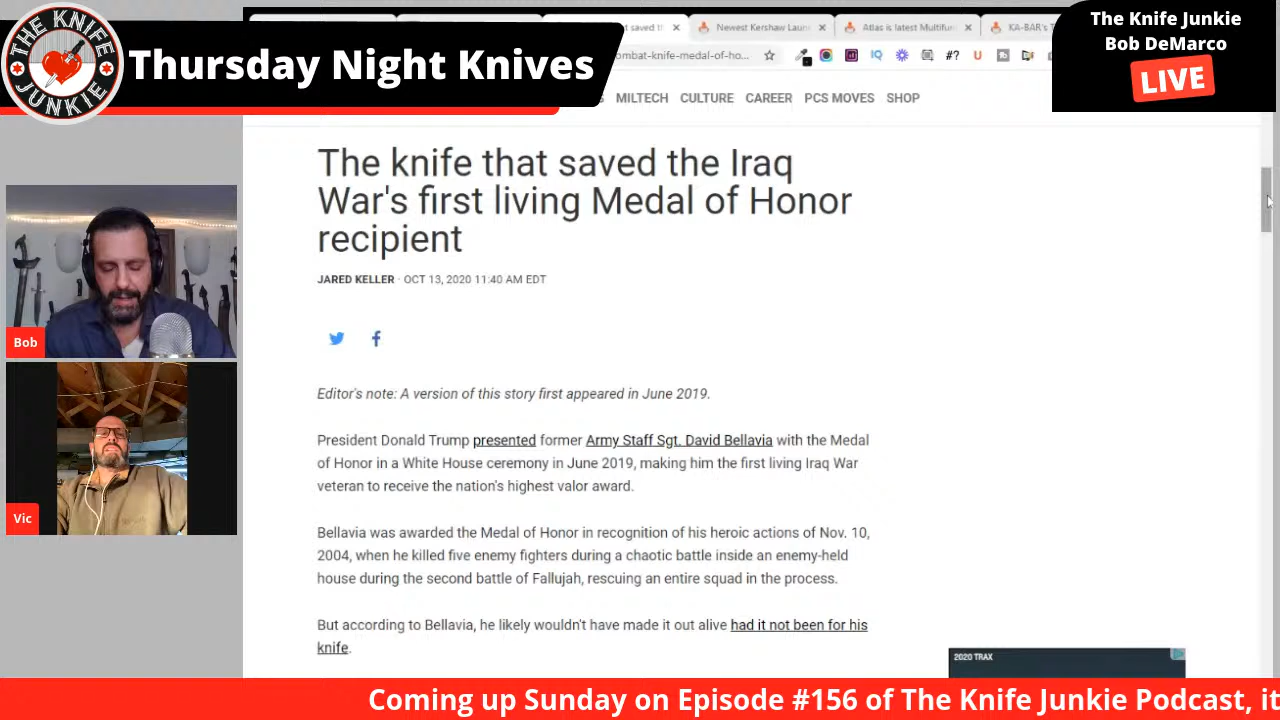 THE KNIFE
JUNKIE
Thursday Night Knives
The Knife Junkie
Bob DeMarco
LIVE
Newest Kershaw Laun
Atlas is latest Multifun
KA-BAR's
ombat-knife-medal-of-ho...
#?
MILTECH CULTURE CAREER PCS MOVES SHOP
The knife that saved the Iraq
War's first living Medal of Honor
recipient
JARED KELLER · OCT 13, 2020 11:40 AM EDT
Editor's note: A version of this story first appeared in June 2019.
President Donald Trump presented former Army Staff Sgt. David Bellavia with the Medal
of Honor in a White House ceremony in June 2019, making him the first living Iraq War
veteran to receive the nation's highest valor award.
Bellavia was awarded the Medal of Honor in recognition of his heroic actions of Nov. 10,
2004, when he killed five enemy fighters during a chaotic battle inside an enemy-held
house during the second battle of Fallujah, rescuing an entire squad in the process.
But according to Bellavia, he likely wouldn't have made it out alive had it not been for his
knife.
2020 TRAX
Bob
Vic
Coming up Sunday on Episode #156 of The Knife Junkie Podcast, it